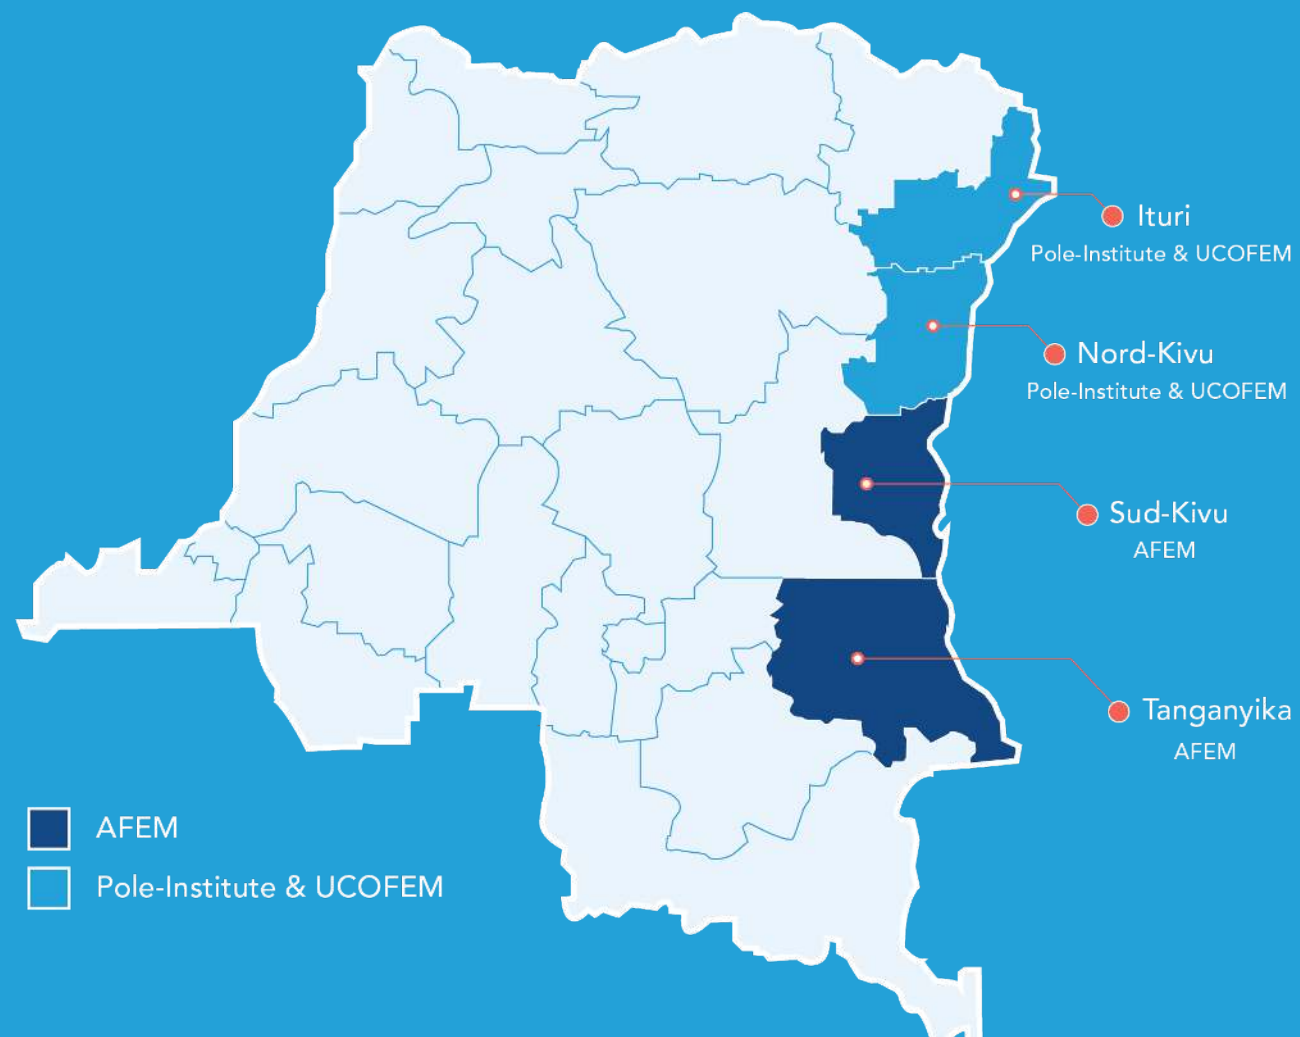 Ituri
Pole-Institute & UCOFEM
Nord-Kivu
Pole-Institute & UCOFEM
Sud-Kivu
AFEM
Tanganyika
AFEM
AFEM
Pole-Institute & UCOFEM